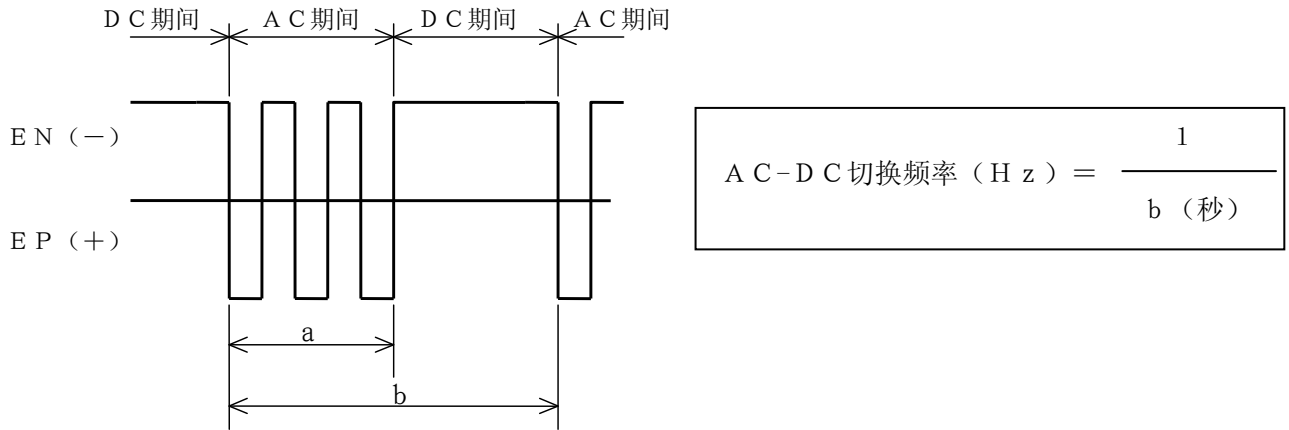 DC期间 AC期间 DC期间 AC期间
EN（－）
EP（＋）
a
b
AC-DC切换频率（Hz）＝ 1
b（秒）